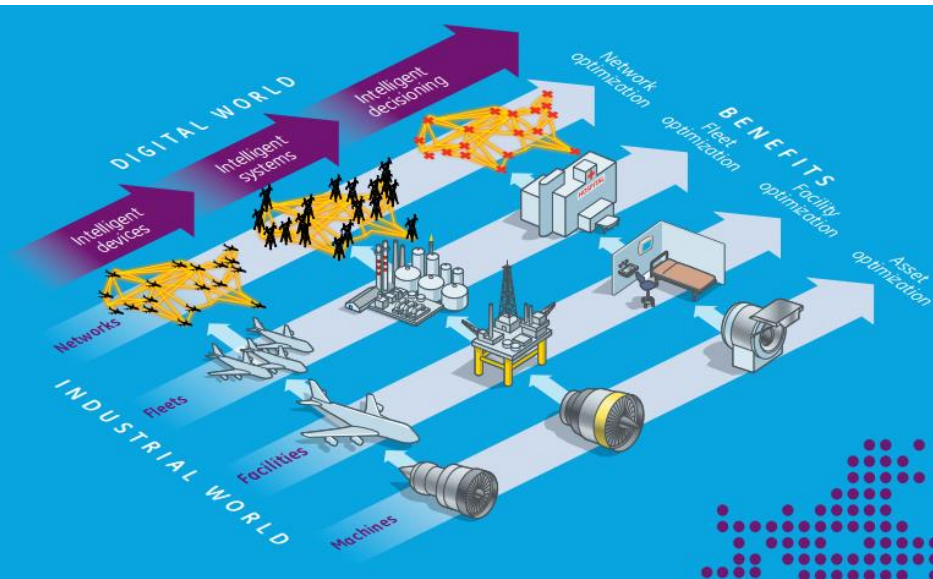 DIGITAL WORLD
Intelligent
devices
Intelligent
systems
Intelligent
decisioning
BENEFITS
Network
optimization
Fleet
optimization
Facility
optimization
Asset
optimization
INDUSTRIAL WORLD
Networks
Fleets
Facilities
Machines
HOSPITAL